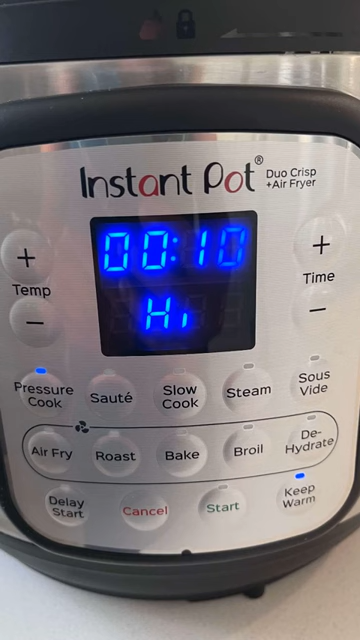 Instant Pot® Duo Crisp
+Air Fryer
00:10
Hi
+
+
Temp
Time
−
−
Pressure
Cook
Sauté
Slow
Cook
Steam
Sous
Vide
Air Fry
Roast
Bake
Broil
De-
Hydrate
Delay
Start
Cancel
Start
Keep
Warm